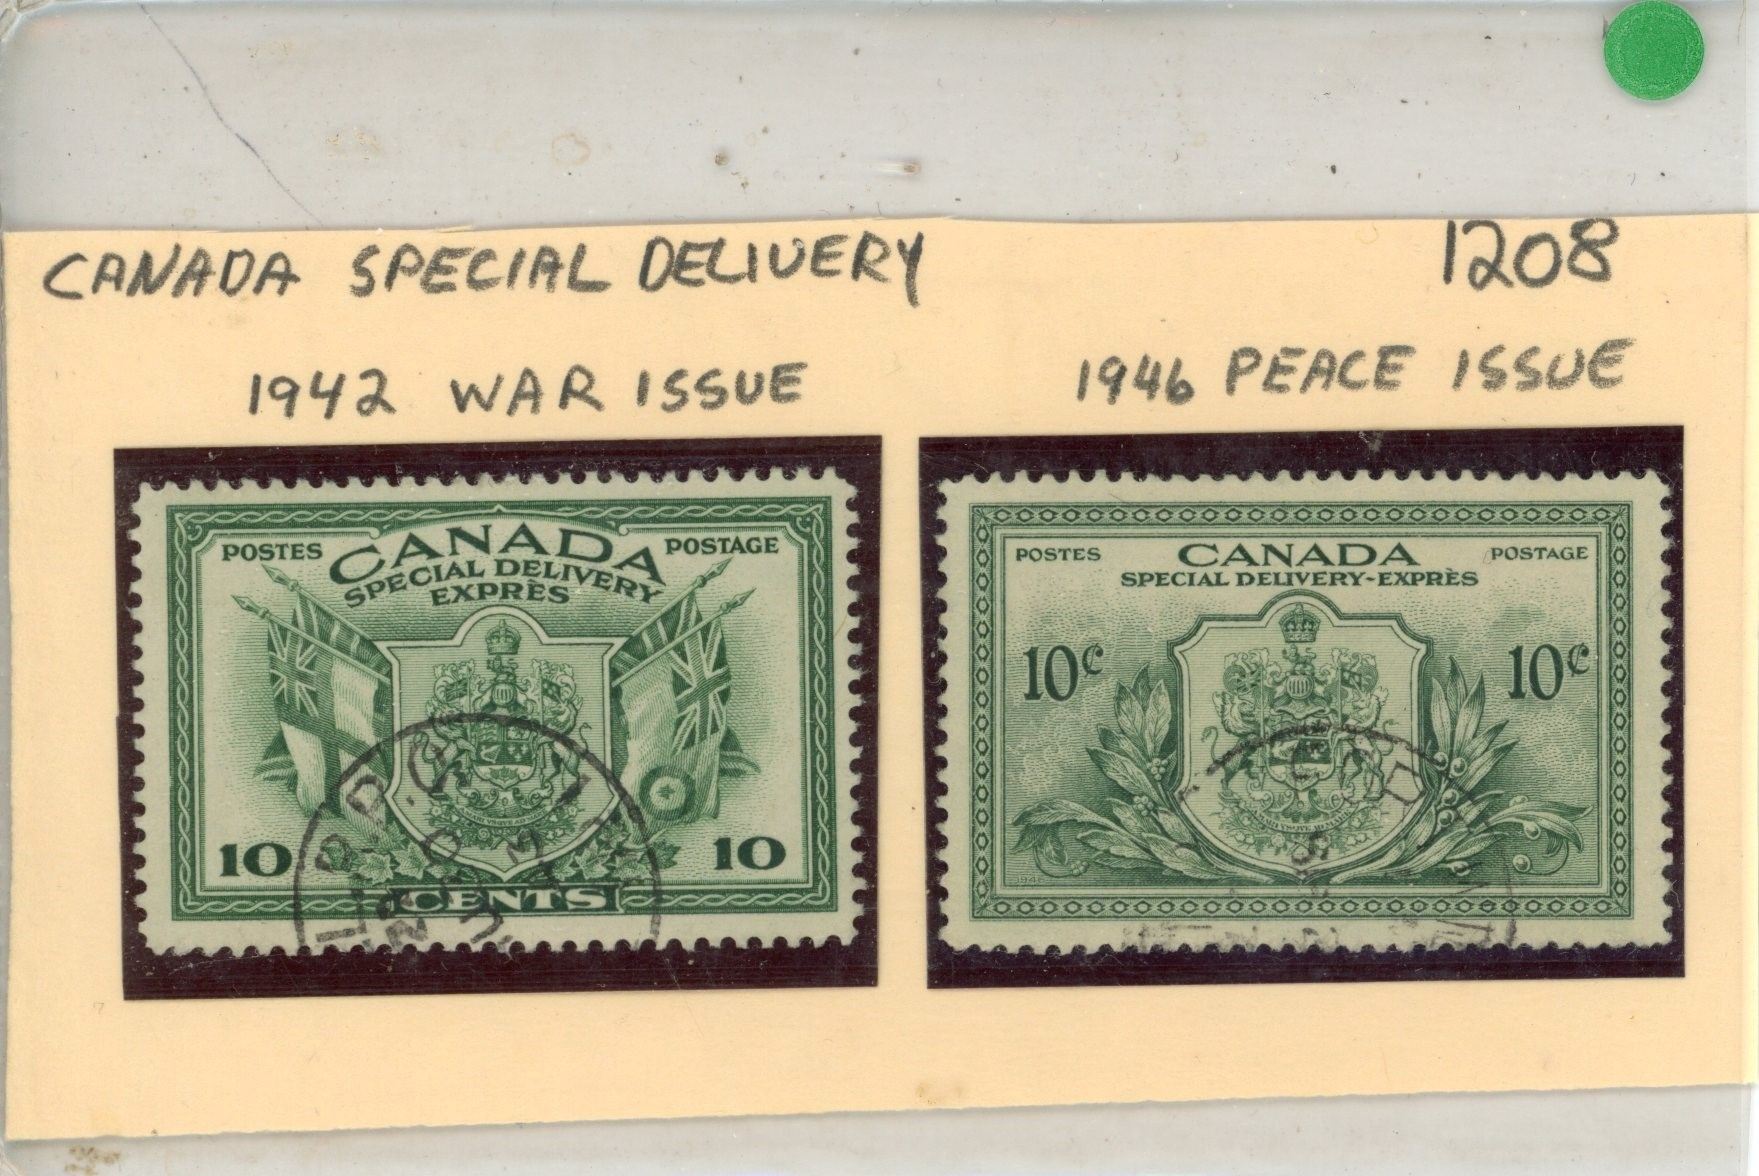 CANADA SPECIAL DELIVERY
1208
1942 WAR ISSUE
1946 PEACE ISSUE
POSTES CANADA POSTAGE
SPECIAL DELIVERY
EXPRÈS
10 10
CENTS
POSTES CANADA POSTAGE
SPECIAL DELIVERY-EXPRÈS
10¢ 10¢